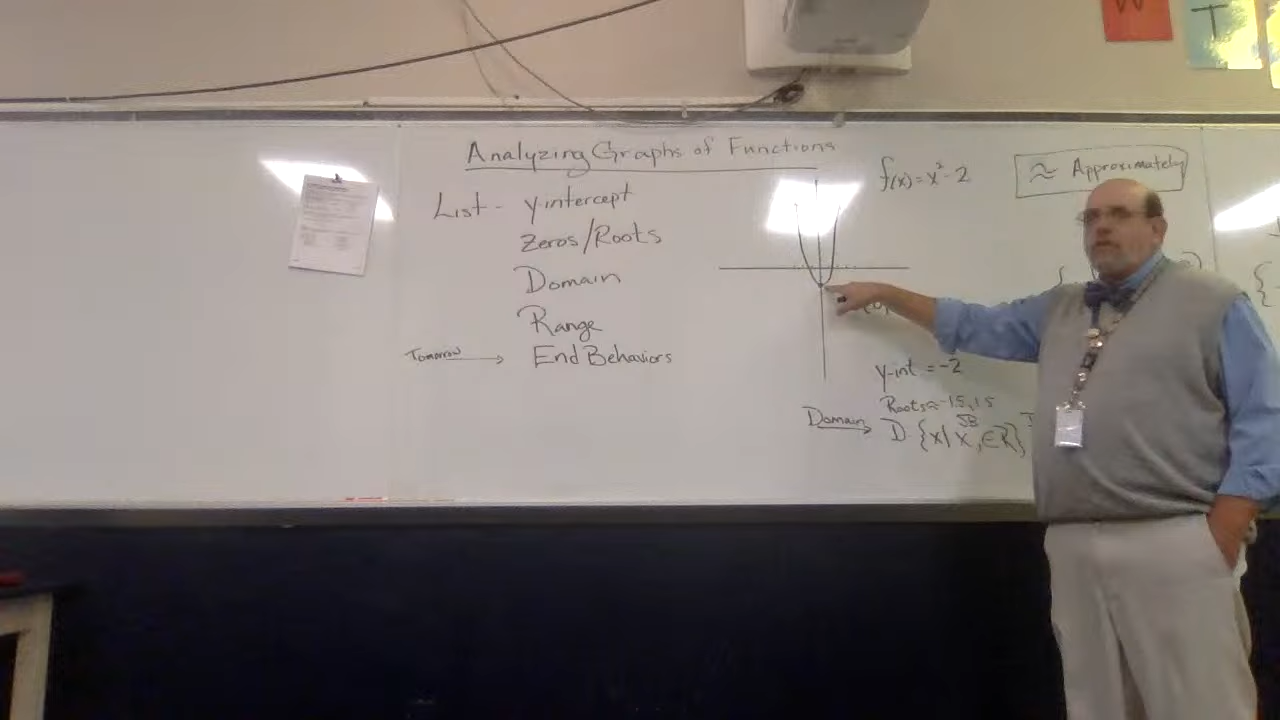 Analyzing Graphs of Functions
List - y-intercept
Zeros/Roots
Domain
Range
Tomorrow
End Behaviors
f(x) = x² - 2
≈ Approximately
y-int = -2
Roots ≈ -1.5, 1.5
Domain
D {x|x, ∈R}
W
T